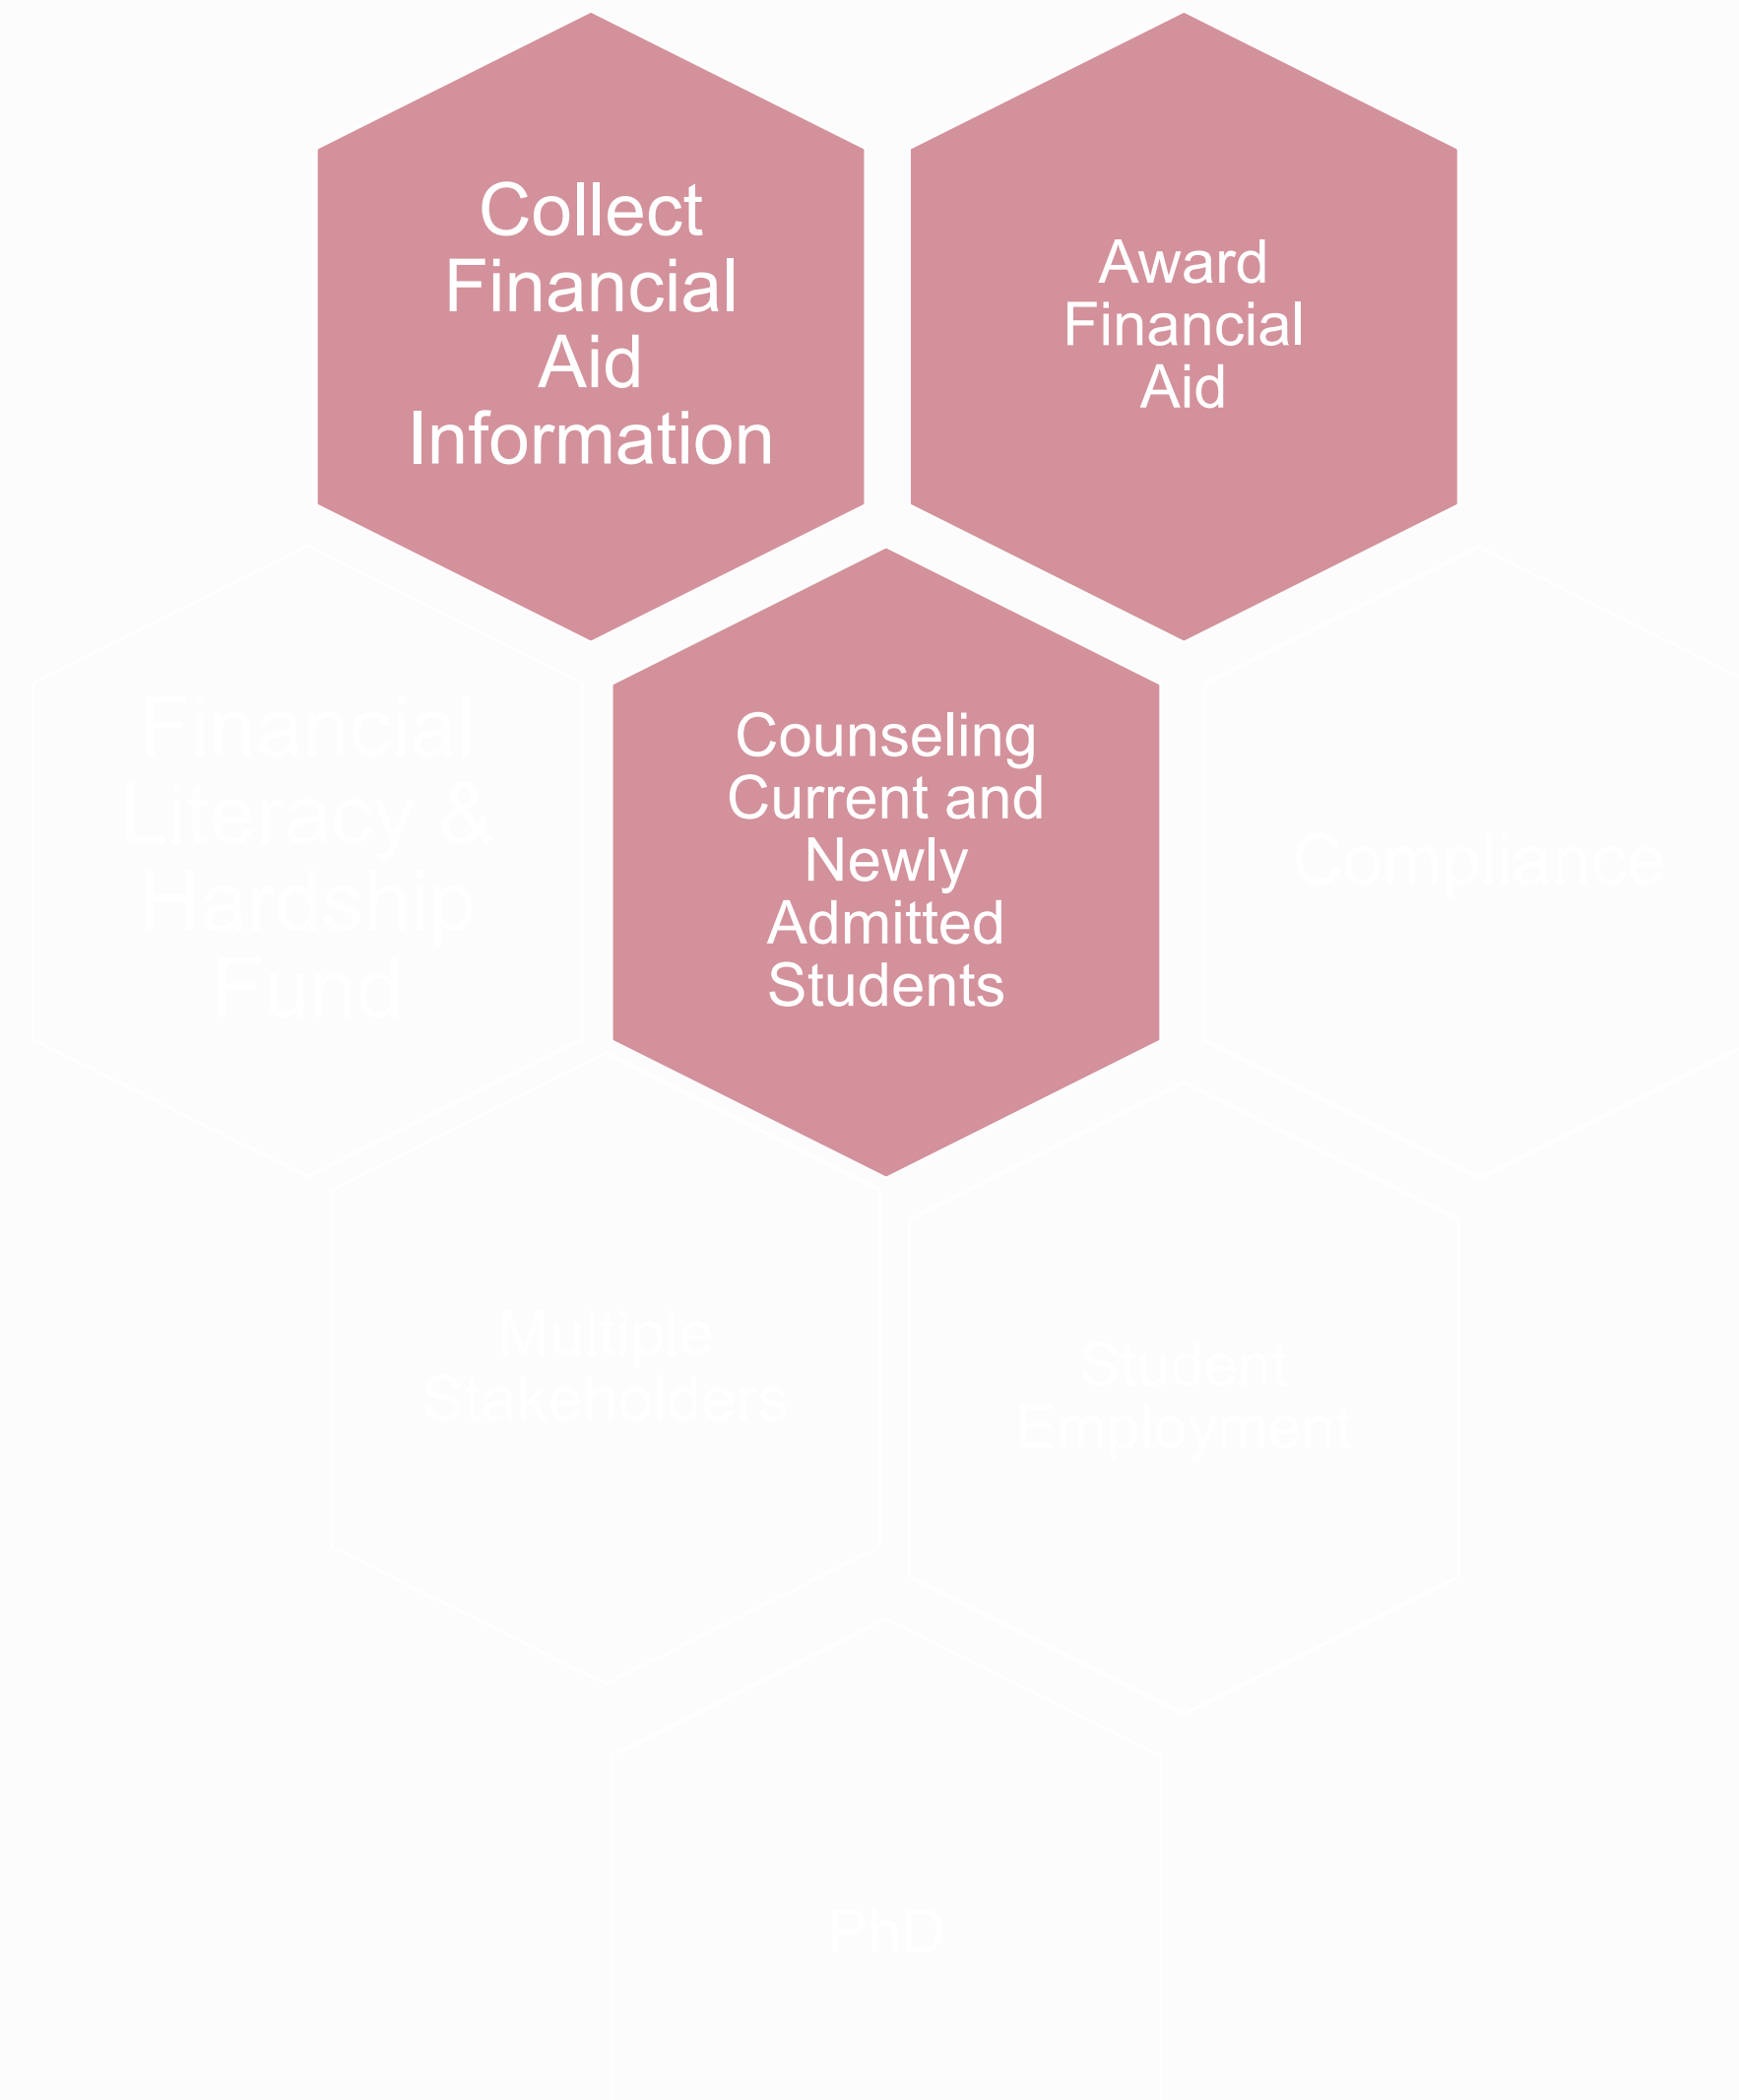 Collect
Financial
Aid
Information
Award
Financial
Aid
Financial
Literacy &
Hardship
Fund
Counseling
Current and
Newly
Admitted
Students
Compliance
Multiple
Stakeholders
Student
Employment
PhD